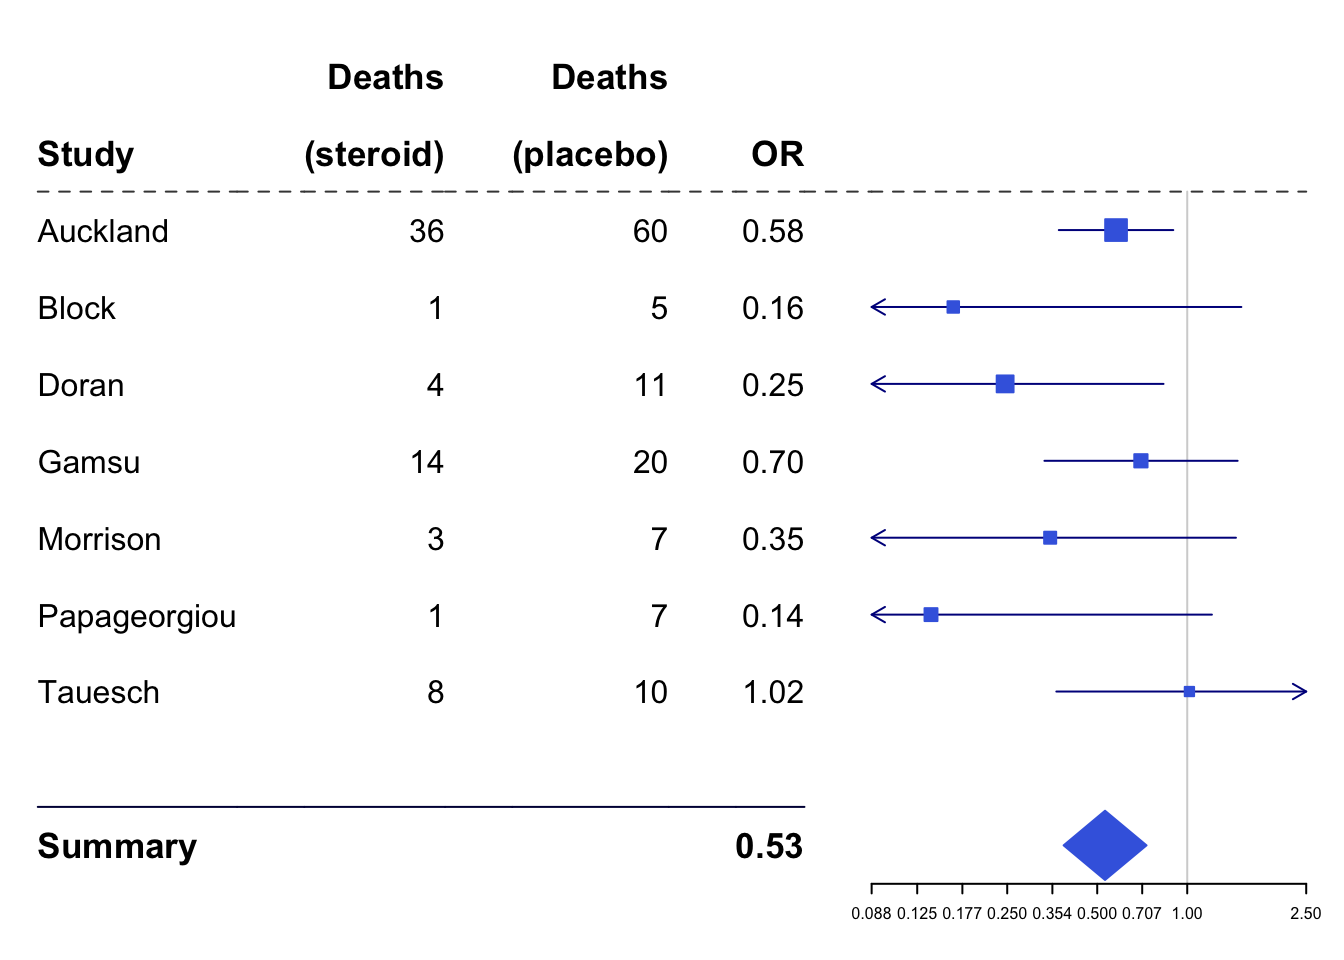 Deaths Deaths
Study (steroid) (placebo) OR
Auckland 36 60 0.58
Block 1 5 0.16
Doran 4 11 0.25
Gamsu 14 20 0.70
Morrison 3 7 0.35
Papageorgiou 1 7 0.14
Tauesch 8 10 1.02
Summary 0.53
0.088 0.125 0.177 0.250 0.354 0.500 0.707 1.00 2.50